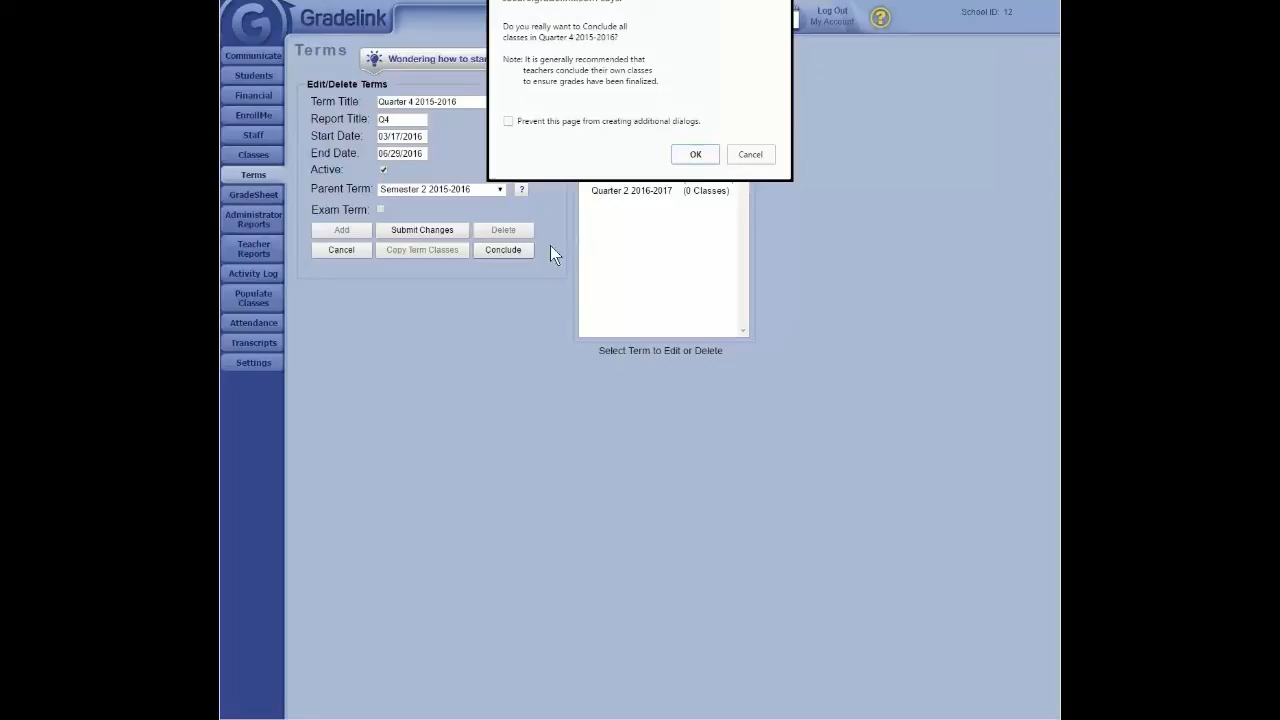 Gradelink
Do you really want to Conclude all
classes in Quarter 4 2015-2016?
Note: It is generally recommended that
teachers conclude their own classes
to ensure grades have been finalized.
Prevent this page from creating additional dialogs.
OK
Cancel
Log Out
My Account
?
School ID: 12
Communicate
Students
Financial
EnrollMe
Staff
Classes
Terms
GradeSheet
Administrator
Reports
Teacher
Reports
Activity Log
Populate
Classes
Attendance
Transcripts
Settings
Terms
Wondering how to star
Edit/Delete Terms
Term Title: Quarter 4 2015-2016
Report Title: Q4
Start Date: 03/17/2016
End Date: 06/29/2016
Active:
Parent Term: Semester 2 2015-2016 ?
Exam Term:
Add Submit Changes Delete
Cancel Copy Term Classes Conclude
Quarter 2 2016-2017 (0 Classes)
Select Term to Edit or Delete